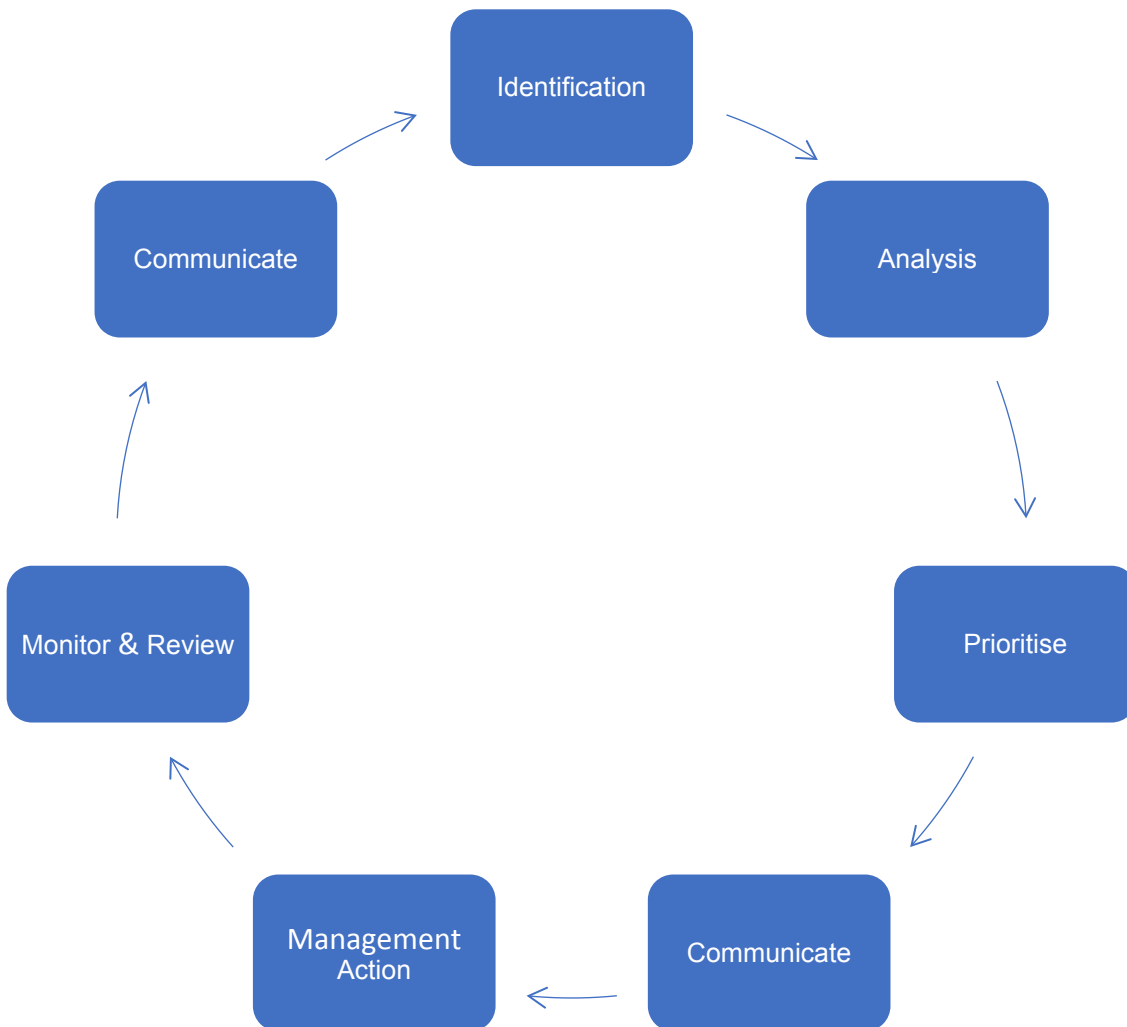 Identification
Analysis
Prioritise
Communicate
Management
Action
Monitor & Review
Communicate